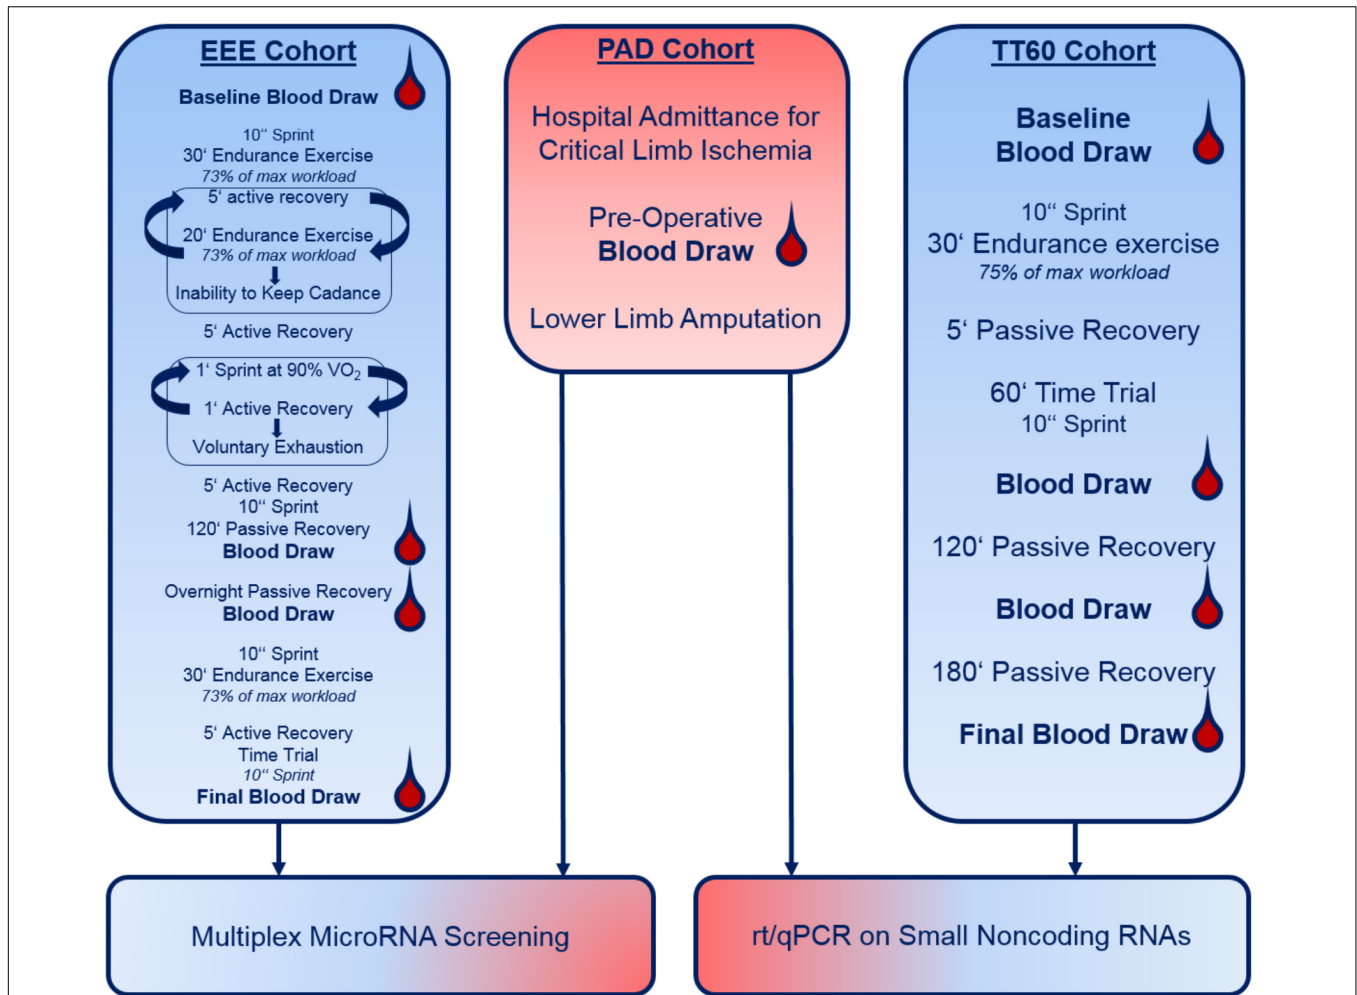 EEE Cohort
Baseline Blood Draw
10“ Sprint
30‘ Endurance Exercise
73% of max workload
5‘ active recovery
20‘ Endurance Exercise
73% of max workload
Inability to Keep Cadance
5‘ Active Recovery
1‘ Sprint at 90% VO₂
1‘ Active Recovery
Voluntary Exhaustion
5‘ Active Recovery
10“ Sprint
120‘ Passive Recovery
Blood Draw
Overnight Passive Recovery
Blood Draw
10“ Sprint
30‘ Endurance Exercise
73% of max workload
5‘ Active Recovery
Time Trial
10“ Sprint
Final Blood Draw
PAD Cohort
Hospital Admittance for
Critical Limb Ischemia
Pre-Operative
Blood Draw
Lower Limb Amputation
TT60 Cohort
Baseline
Blood Draw
10“ Sprint
30‘ Endurance exercise
75% of max workload
5‘ Passive Recovery
60‘ Time Trial
10“ Sprint
Blood Draw
120‘ Passive Recovery
Blood Draw
180‘ Passive Recovery
Final Blood Draw
Multiplex MicroRNA Screening
rt/qPCR on Small Noncoding RNAs